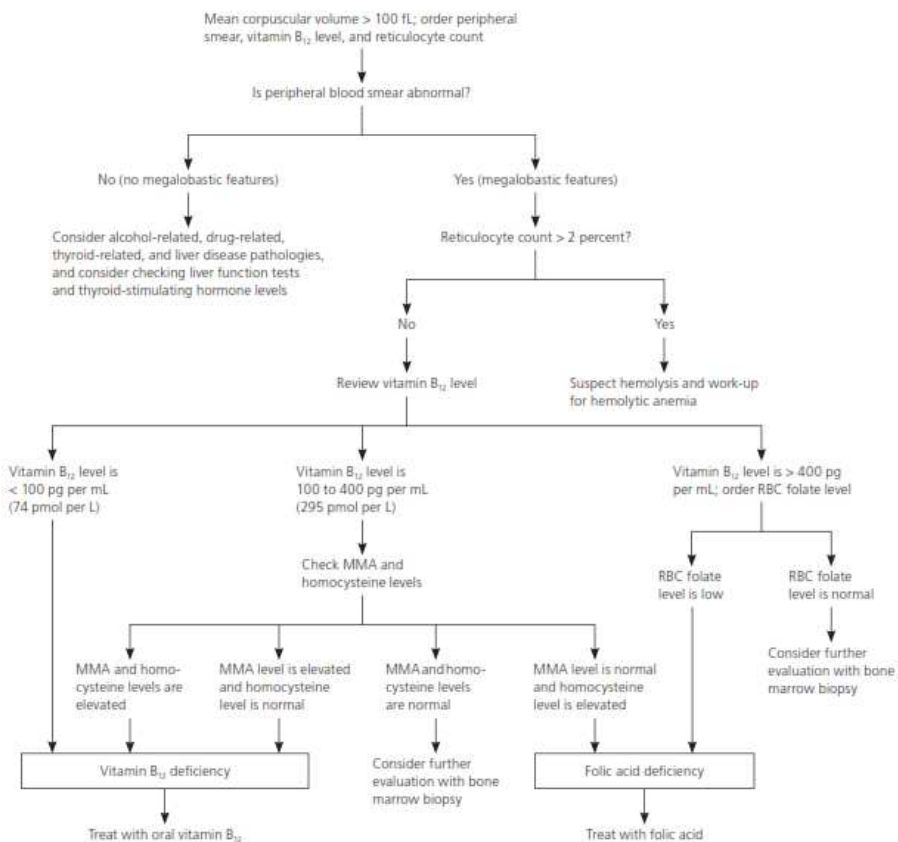 Mean corpuscular volume > 100 fL; order peripheral
smear, vitamin B₁₂ level, and reticulocyte count
Is peripheral blood smear abnormal?
No (no megalobastic features)
Yes (megalobastic features)
Consider alcohol-related, drug-related,
thyroid-related, and liver disease pathologies,
and consider checking liver function tests
and thyroid-stimulating hormone levels
Reticulocyte count > 2 percent?
No
Yes
Review vitamin B₁₂ level
Suspect hemolysis and work-up
for hemolytic anemia
Vitamin B₁₂ level is
< 100 pg per mL
(74 pmol per L)
Vitamin B₁₂ level is
100 to 400 pg per mL
(295 pmol per L)
Vitamin B₁₂ level is > 400 pg
per mL; order RBC folate level
Check MMA and
homocysteine levels
RBC folate
level is low
RBC folate
level is normal
Consider further
evaluation with bone
marrow biopsy
MMA and homo-
cysteine levels are
elevated
MMA level is elevated
and homocysteine
level is normal
MMA and homo-
cysteine levels
are normal
MMA level is normal
and homocysteine
level is elevated
Vitamin B₁₂ deficiency
Consider further
evaluation with bone
marrow biopsy
Folic acid deficiency
Treat with oral vitamin B₁₂
Treat with folic acid